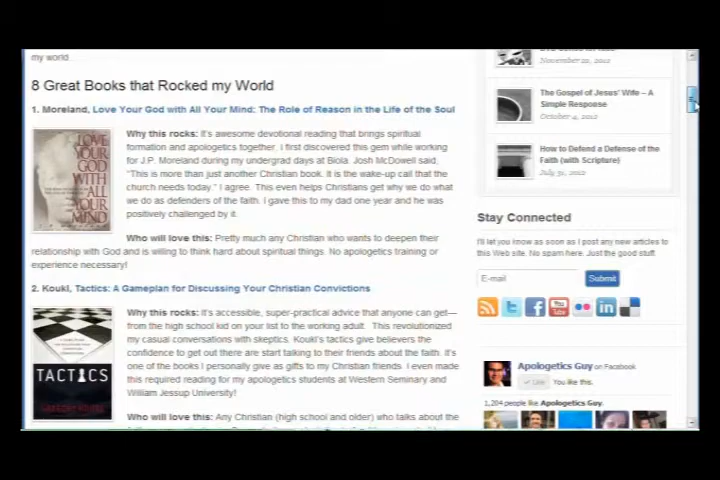 my world.....
8 Great Books that Rocked my World
1. Moreland, Love Your God with All Your Mind: The Role of Reason in the Life of the Soul
Why this rocks: It's awesome devotional reading that brings spiritual
formation and apologetics together. I first discovered this gem while working
for J.P. Moreland during my undergrad days at Biola. Josh McDowell said,
"This is more than just another Christian book. It is the wake-up call that the
church needs today." I agree. This even helps Christians get why we do what
we do as defenders of the faith. I gave this to my dad one year and he was
positively challenged by it.
Who will love this: Pretty much any Christian who wants to deepen their
relationship with God and is willing to think hard about spiritual things. No apologetics training or
experience necessary!
LOVE
YOUR
GOD
WITH
ALL
YOUR
MIND
2. Koukl, Tactics: A Gameplan for Discussing Your Christian Convictions
Why this rocks: It's accessible, super-practical advice that anyone can get—
from the high school kid on your list to the working adult. This revolutionized
my casual conversations with skeptics. Koukl's tactics give believers the
confidence to get out there are start talking to their friends about the faith. It's
one of the books I personally give as gifts to my Christian friends. I even made
this required reading for my apologetics students at Western Seminary and
William Jessup University!
Who will love this: Any Christian (high school and older) who talks about the
TACTICS
GREGORY KOUKL
November 22, 2012
The Gospel of Jesus' Wife – A
Simple Response
October 4, 2012
How to Defend a Defense of the
Faith (with Scripture)
July 31, 2012
Stay Connected
I'll let you know as soon as I post any new articles to
this Web site. No spam here. Just the good stuff.
E-mail
Submit
You
Tube
in
Apologetics Guy on Facebook
Like
You like this.
1,204 people like Apologetics Guy.